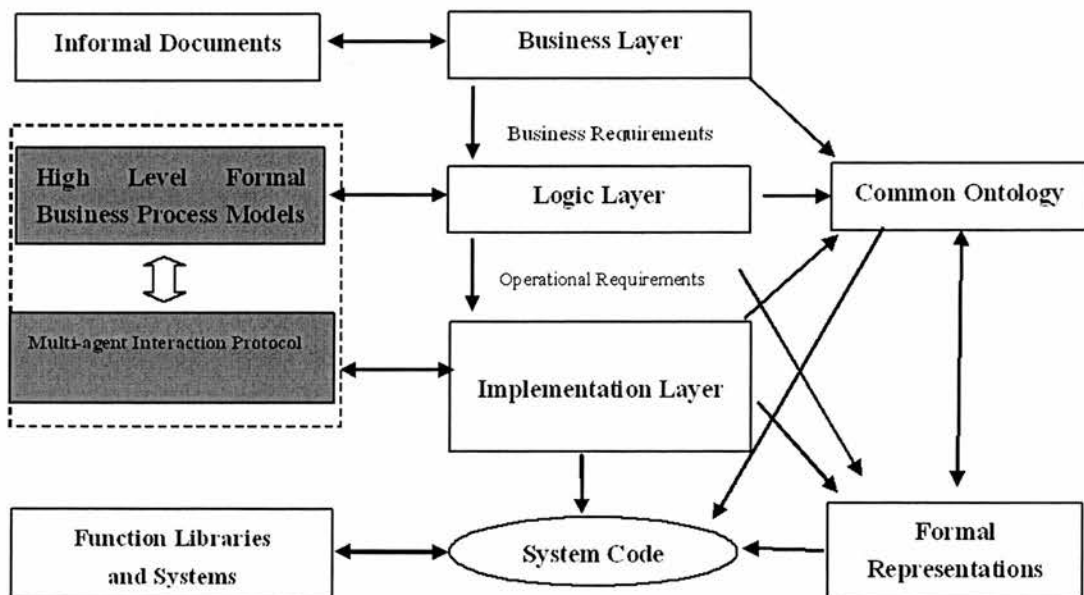 Informal Documents
Business Layer
Business Requirements
High Level Formal
Business Process Models
Logic Layer
Common Ontology
Operational Requirements
Multi-agent Interaction Protocol
Implementation Layer
Function Libraries
and Systems
System Code
Formal
Representations